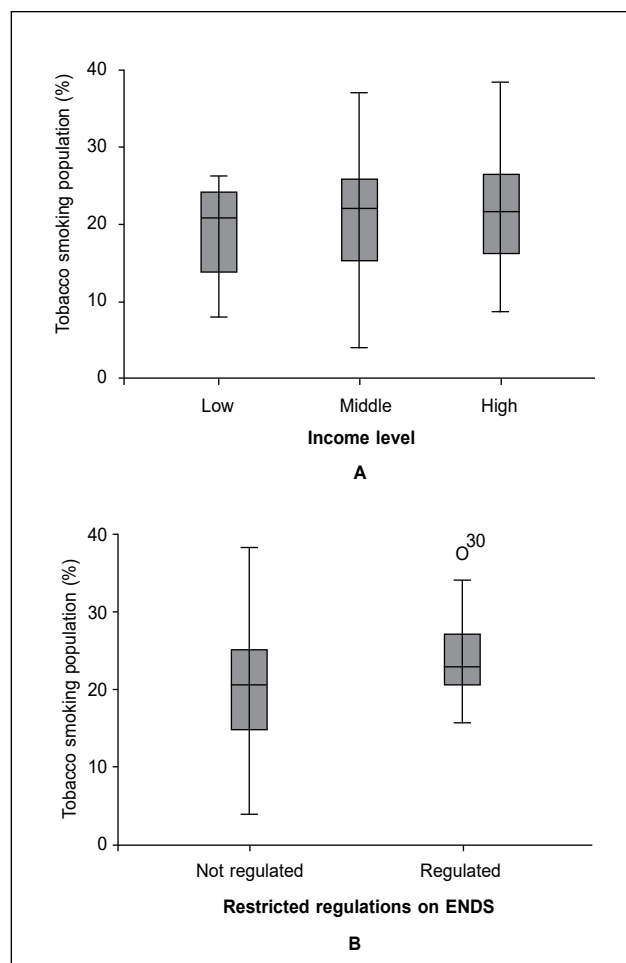 Tobacco smoking population (%)
40
30
20
10
0
Low Middle High
Income level
A
Tobacco smoking population (%)
40
30
20
10
0
O 30
Not regulated Regulated
Restricted regulations on ENDS
B